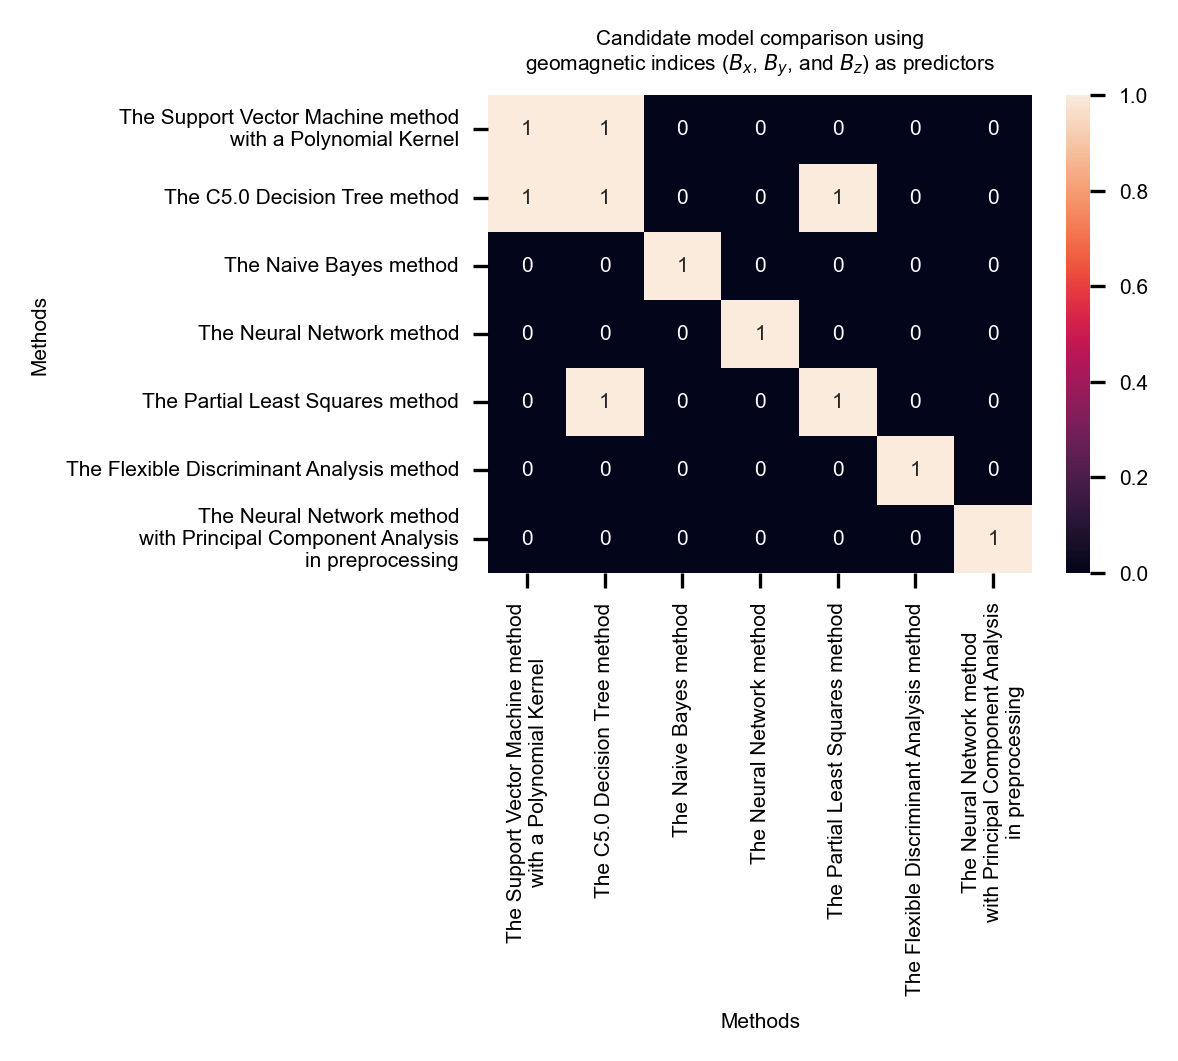 Candidate model comparison using
geomagnetic indices (Bx, By, and Bz) as predictors
Methods
The Support Vector Machine method
with a Polynomial Kernel
1 1 0 0 0 0 0
The C5.0 Decision Tree method
1 1 0 0 1 0 0
The Naive Bayes method
0 0 1 0 0 0 0
The Neural Network method
0 0 0 1 0 0 0
The Partial Least Squares method
0 1 0 0 1 0 0
The Flexible Discriminant Analysis method
0 0 0 0 0 1 0
The Neural Network method
with Principal Component Analysis
in preprocessing
0 0 0 0 0 0 1
1.0
0.8
0.6
0.4
0.2
0.0
The Support Vector Machine method
with a Polynomial Kernel
The C5.0 Decision Tree method
The Naive Bayes method
The Neural Network method
The Partial Least Squares method
The Flexible Discriminant Analysis method
The Neural Network method
with Principal Component Analysis
in preprocessing
Methods